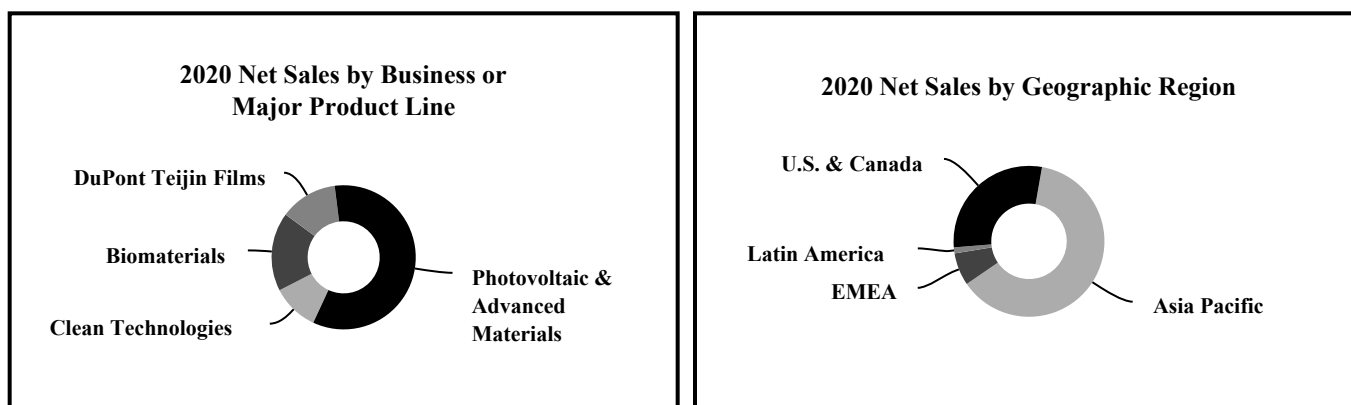 2020 Net Sales by Business or
Major Product Line
DuPont Teijin Films
Biomaterials
Clean Technologies
Photovoltaic &
Advanced
Materials
2020 Net Sales by Geographic Region
U.S. & Canada
Latin America
EMEA
Asia Pacific